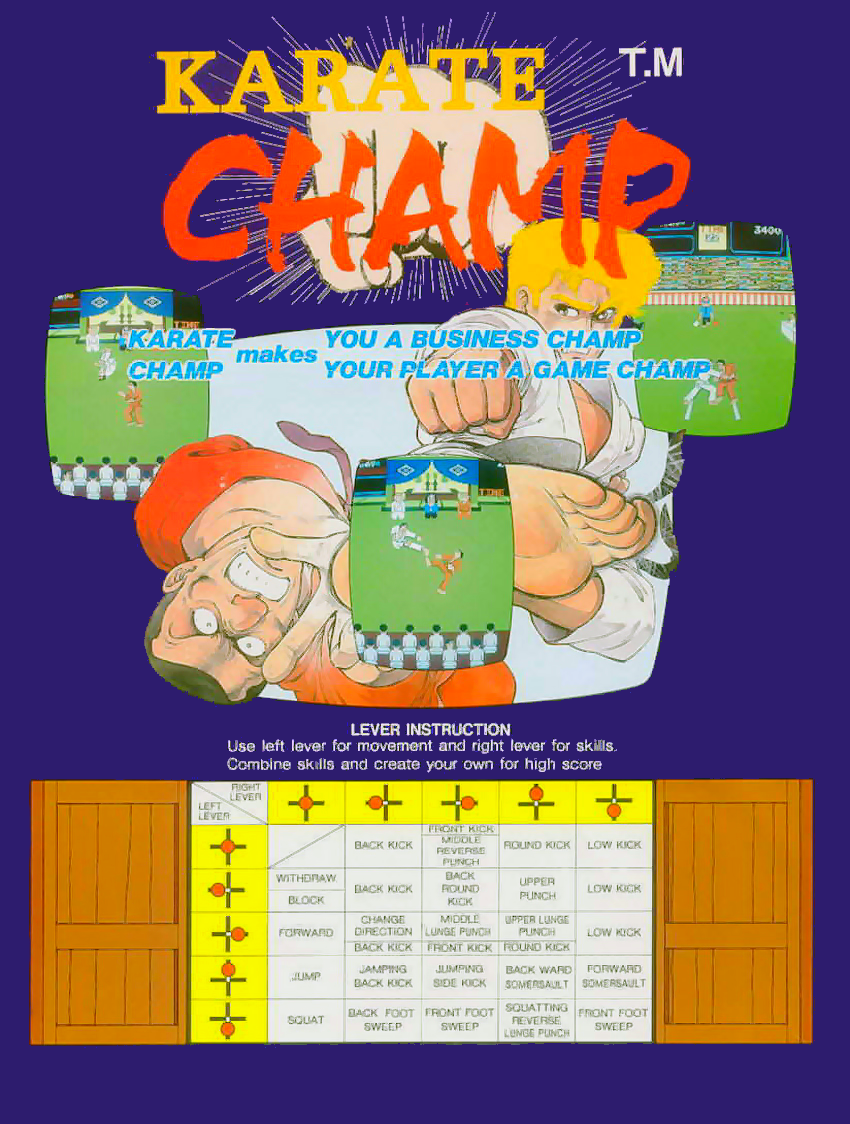 KARATE T.M
CHAMP
TIME
3400
KARATE makes YOU A BUSINESS CHAMP
CHAMP YOUR PLAYER A GAME CHAMP
TIME
LEVER INSTRUCTION
Use left lever for movement and right lever for skills.
Combine skills and create your own for high score
RIGHT
LEVER
LEFT
LEVER
BACK KICK
FRONT KICK
MIDDLE
REVERSE
PUNCH
ROUND KICK
LOW KICK
WITHDRAW
BLOCK
BACK KICK
BACK
ROUND
KICK
UPPER
PUNCH
LOW KICK
FORWARD
CHANGE
DIRECTION
BACK KICK
MIDDLE
LUNGE PUNCH
FRONT KICK
UPPER LUNGE
PUNCH
ROUND KICK
LOW KICK
JUMP
JAMPING
BACK KICK
JUMPING
SIDE KICK
BACK WARD
SOMERSAULT
FORWARD
SOMERSAULT
SQUAT
BACK FOOT
SWEEP
FRONT FOOT
SWEEP
SQUATTING
REVERSE
LUNGE PUNCH
FRONT FOOT
SWEEP